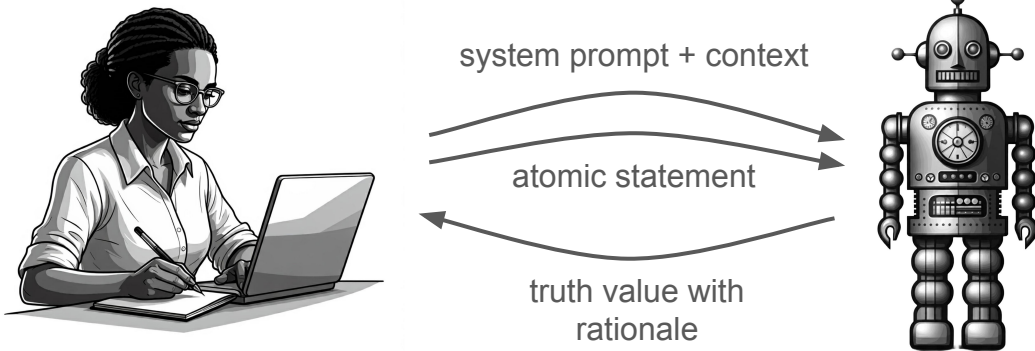 system prompt + context
atomic statement
truth value with
rationale